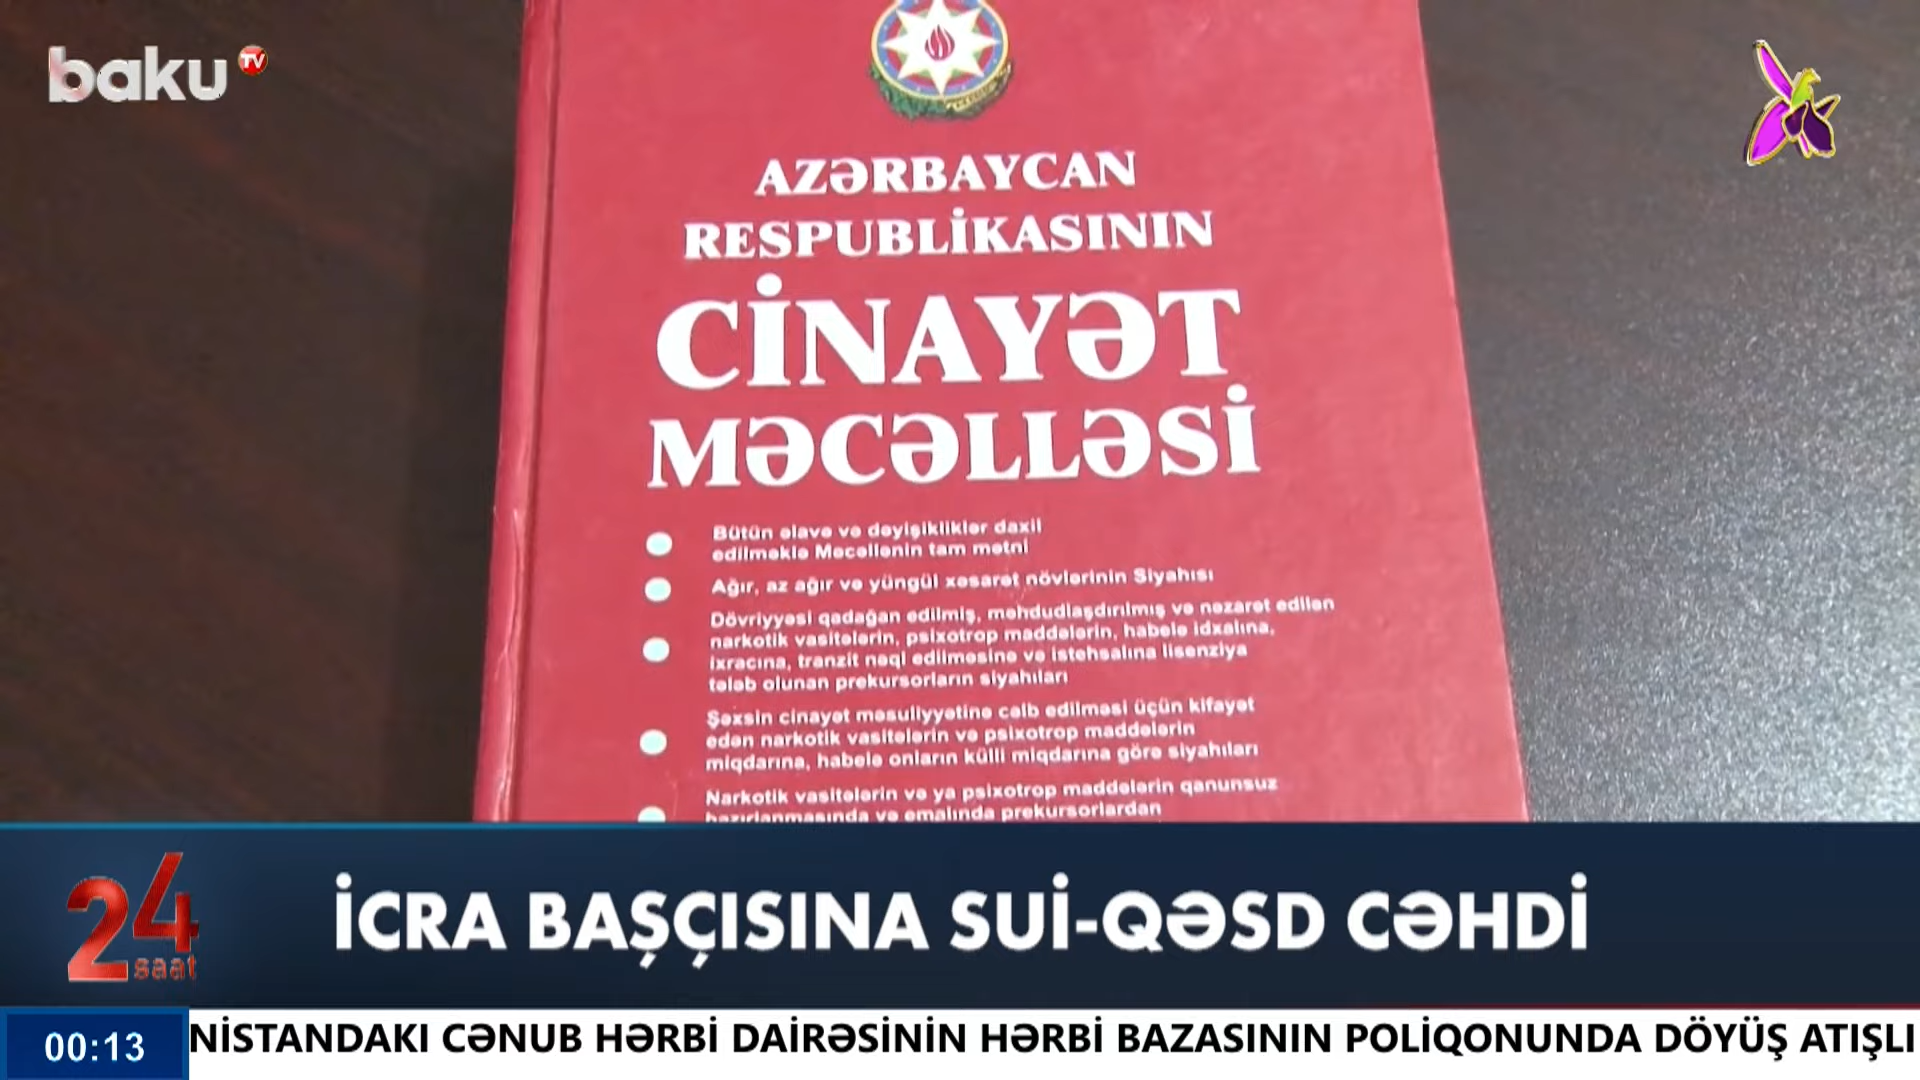 baku TV
AZƏRBAYCAN
RESPUBLİKASININ
CİNAYƏT
MƏCƏLLƏSİ
Bütün əlavə və dəyişikliklər daxil
edilməklə Məcəllənin tam mətni
Ağır, az ağır və yüngül xəsarət növlərinin Siyahısı
Dövriyyəsi qadağan edilmiş, məhdudlaşdırılmış və nəzarət edilən
narkotik vasitələrin, psixotrop maddələrin, habelə idxalına,
ixracına, tranzit nəql edilməsinə və istehsalına lisenziya
tələb olunan prekursorların siyahıları
Şəxsin cinayət məsuliyyətinə cəlb edilməsi üçün kifayət
edən narkotik vasitələrin və psixotrop maddələrin
miqdarına, habelə onların külli miqdarına görə siyahıları
Narkotik vasitələrin və ya psixotrop maddələrin qanunsuz
hazırlanmasında və emalında prekursorlardan
24 saat
İCRA BAŞÇISINA SUİ-QƏSD CƏHDİ
00:13
NİSTANDAKI CƏNUB HƏRBİ DAİRƏSİNİN HƏRBİ BAZASININ POLİQONUNDA DÖYÜŞ ATIŞLI